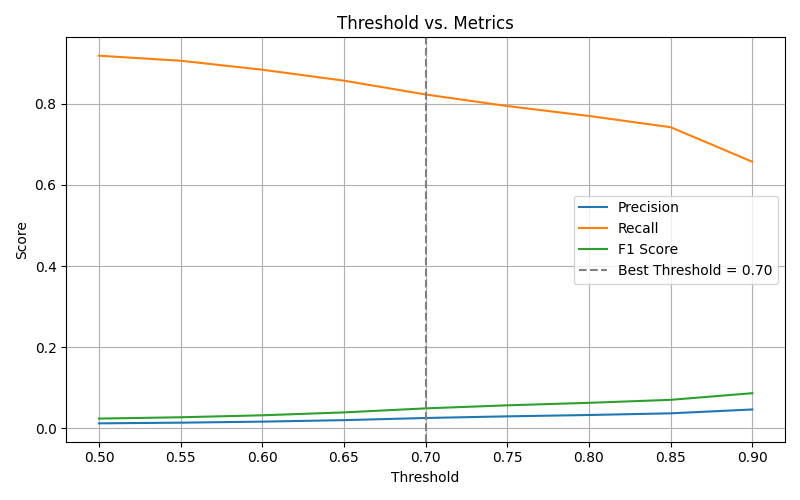 Threshold vs. Metrics
Score
0.8
0.6
0.4
0.2
0.0
Precision
Recall
F1 Score
Best Threshold = 0.70
0.50 0.55 0.60 0.65 0.70 0.75 0.80 0.85 0.90
Threshold